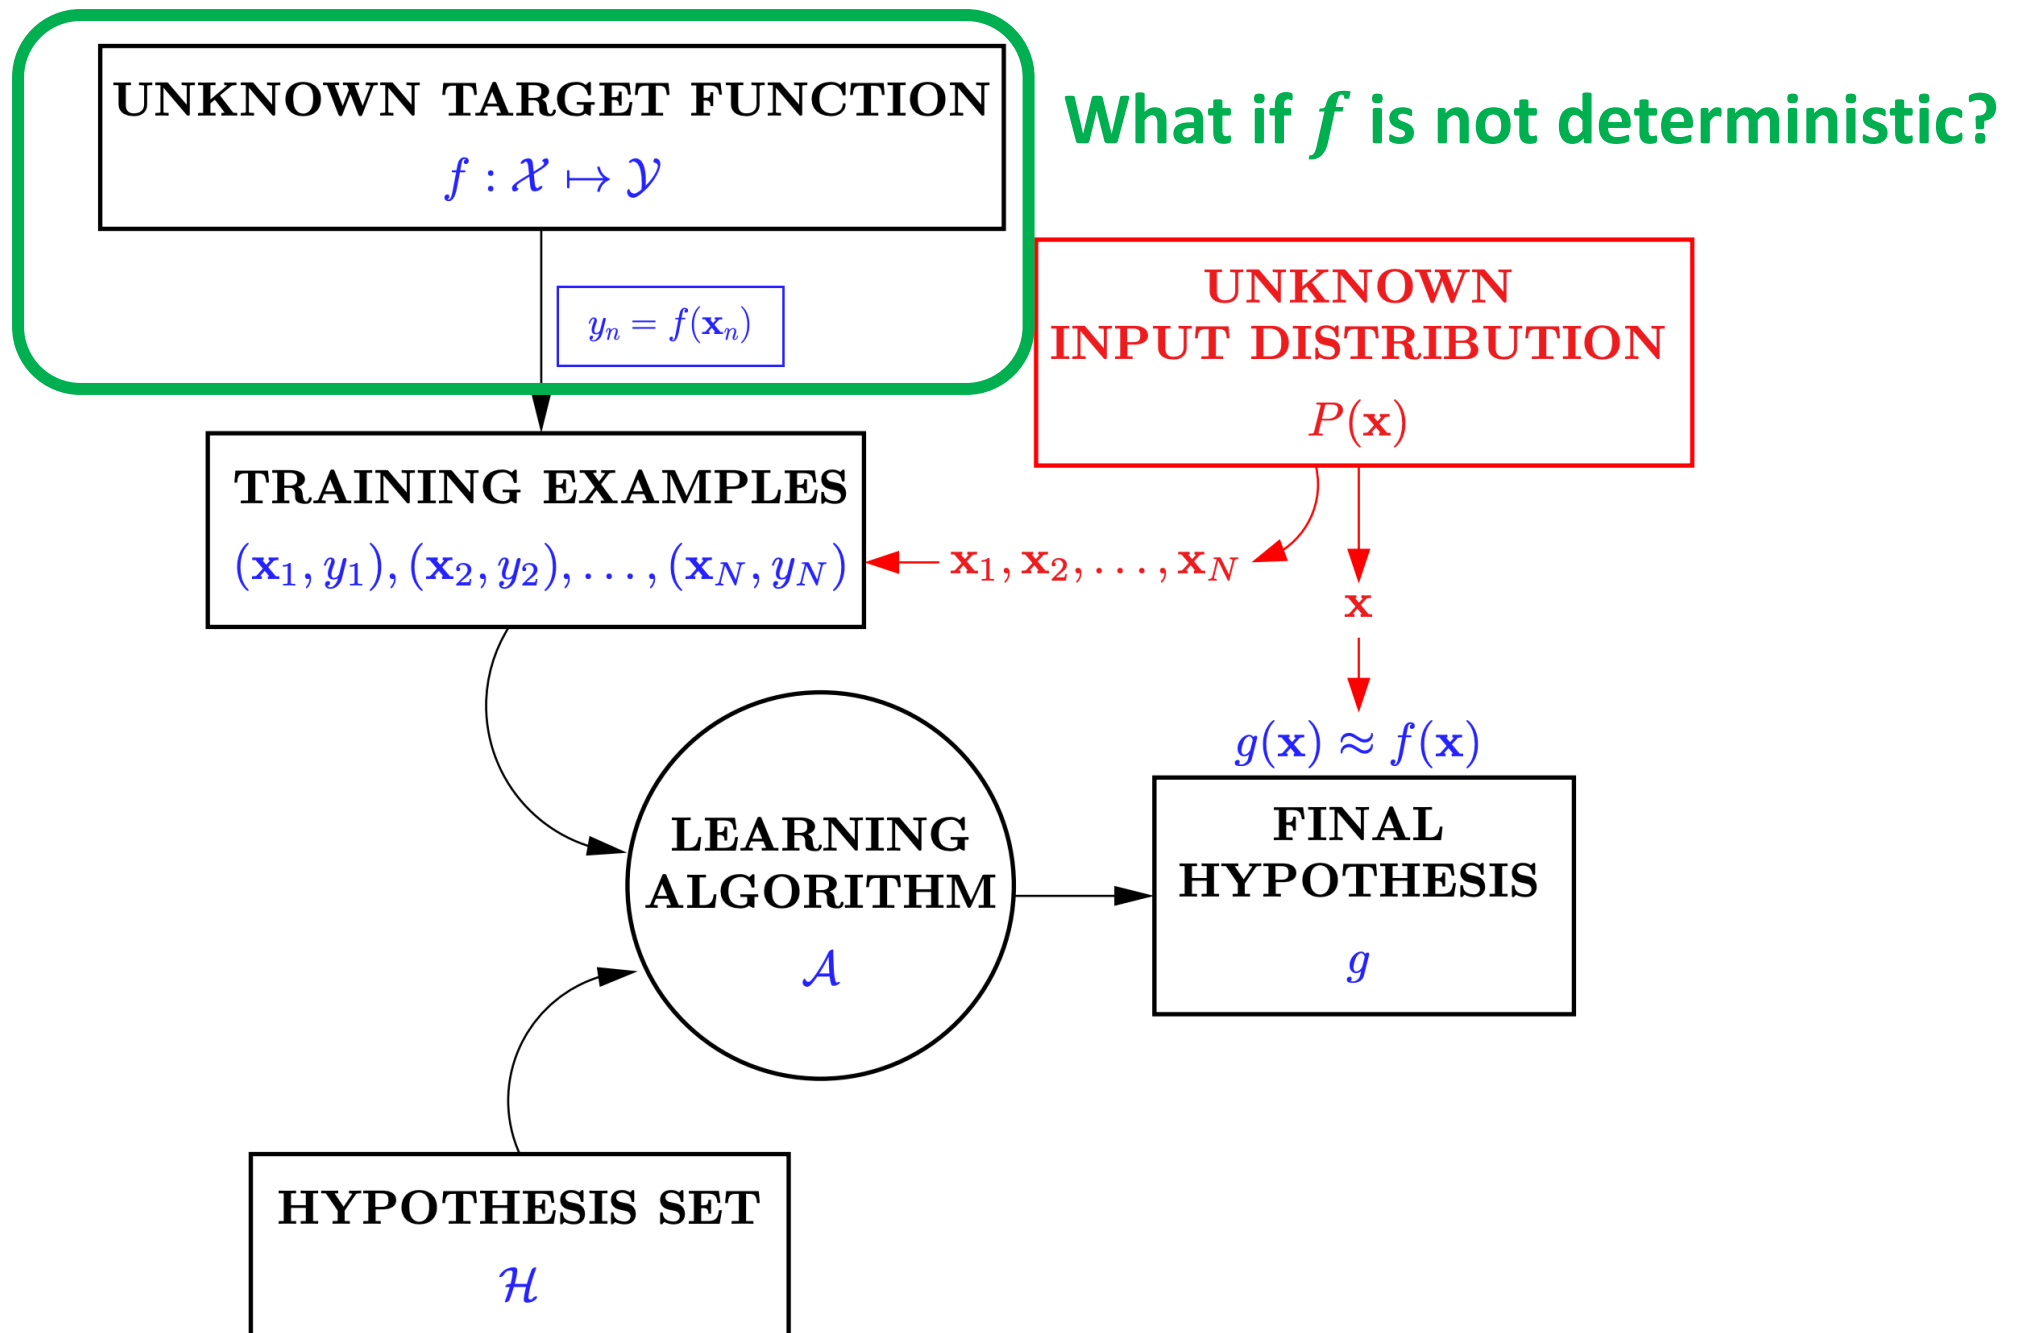 UNKNOWN TARGET FUNCTION
f : 𝒳 ↦ 𝒴
What if f is not deterministic?
yₙ = f(𝐱ₙ)
UNKNOWN
INPUT DISTRIBUTION
P(𝐱)
TRAINING EXAMPLES
(𝐱₁, y₁), (𝐱₂, y₂), . . . , (𝐱_N, y_N)
𝐱₁, 𝐱₂, . . . , 𝐱_N
𝐱
g(𝐱) ≈ f(𝐱)
LEARNING
ALGORITHM
𝒜
FINAL
HYPOTHESIS
g
HYPOTHESIS SET
ℋ